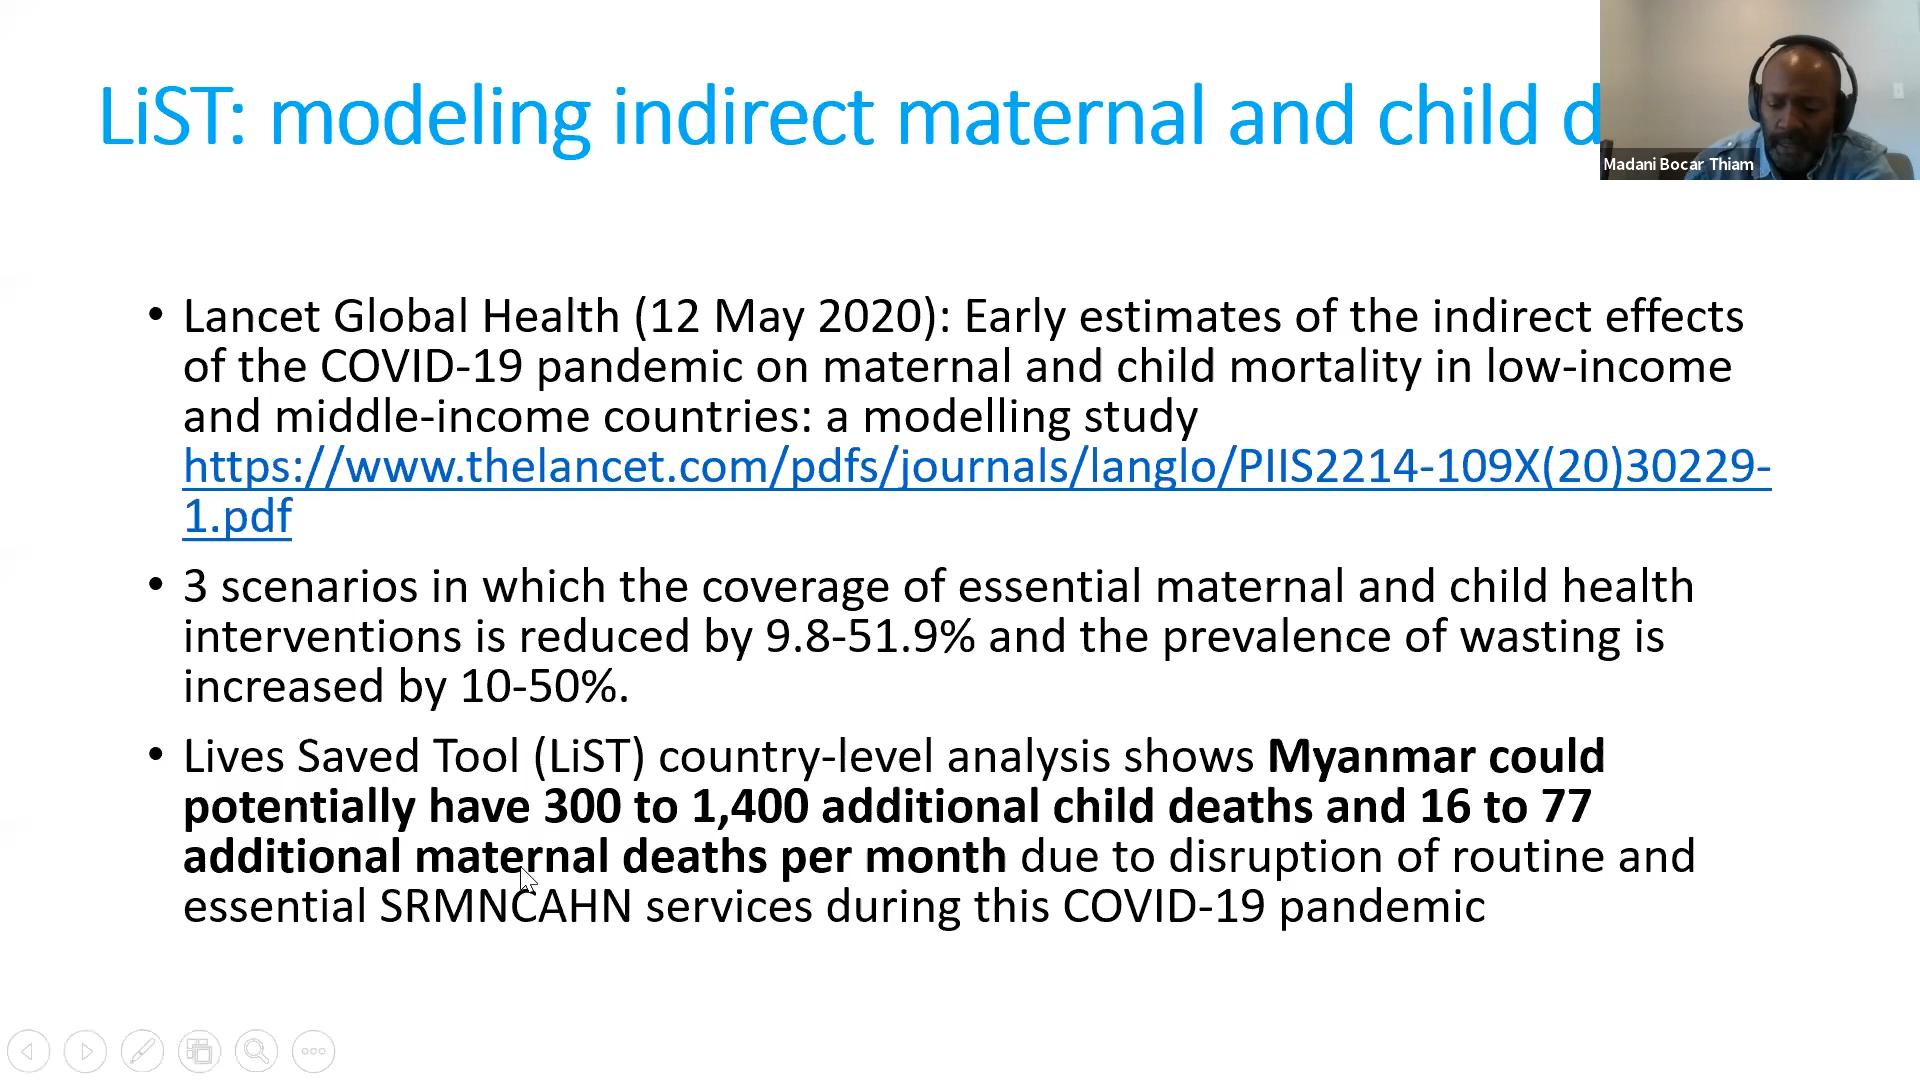 LiST: modeling indirect maternal and child d
Madani Bocar Thiam
• Lancet Global Health (12 May 2020): Early estimates of the indirect effects
of the COVID-19 pandemic on maternal and child mortality in low-income
and middle-income countries: a modelling study
https://www.thelancet.com/pdfs/journals/langlo/PIIS2214-109X(20)30229-
1.pdf
• 3 scenarios in which the coverage of essential maternal and child health
interventions is reduced by 9.8-51.9% and the prevalence of wasting is
increased by 10-50%.
• Lives Saved Tool (LiST) country-level analysis shows Myanmar could
potentially have 300 to 1,400 additional child deaths and 16 to 77
additional maternal deaths per month due to disruption of routine and
essential SRMNCAHN services during this COVID-19 pandemic